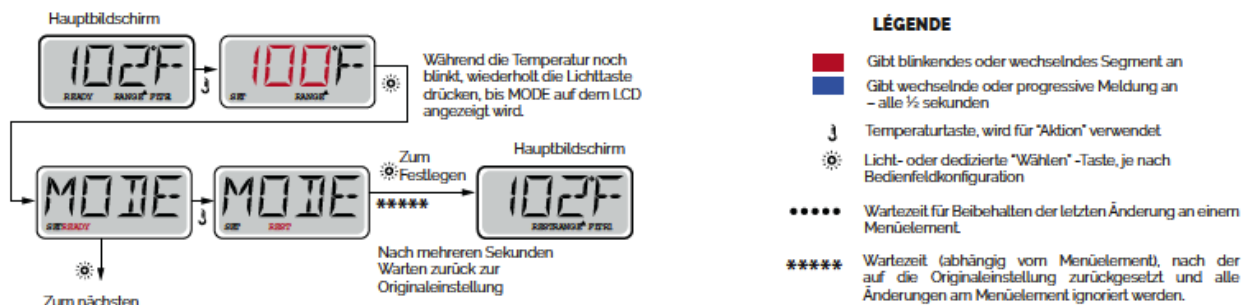 Hauptbildschirm
102°F
READY RANGE FLTR1
100°F
SET RANGE
Während die Temperatur noch
blinkt, wiederholt die Lichttaste
drücken, bis MODE auf dem LCD
angezeigt wird.
MODE
SET READY
MODE
SET REST
Zum
Festlegen
*****
Nach mehreren Sekunden
Warten zurück zur
Originaleinstellung
Hauptbildschirm
102°F
REST RANGE FLTR1
Zum nächsten
LÉGENDE
Gibt blinkendes oder wechselndes Segment an
Gibt wechselnde oder progressive Meldung an
– alle ½ sekunden
Temperaturtaste, wird für "Aktion" verwendet
Licht- oder dedizierte "Wählen" -Taste, je nach
Bedienfeldkonfiguration
••••• Wartezeit für Beibehalten der letzten Änderung an einem
Menüelement.
***** Wartezeit (abhängig vom Menüelement), nach der
auf die Originaleinstellung zurückgesetzt und alle
Änderungen am Menüelement ignoriert werden.